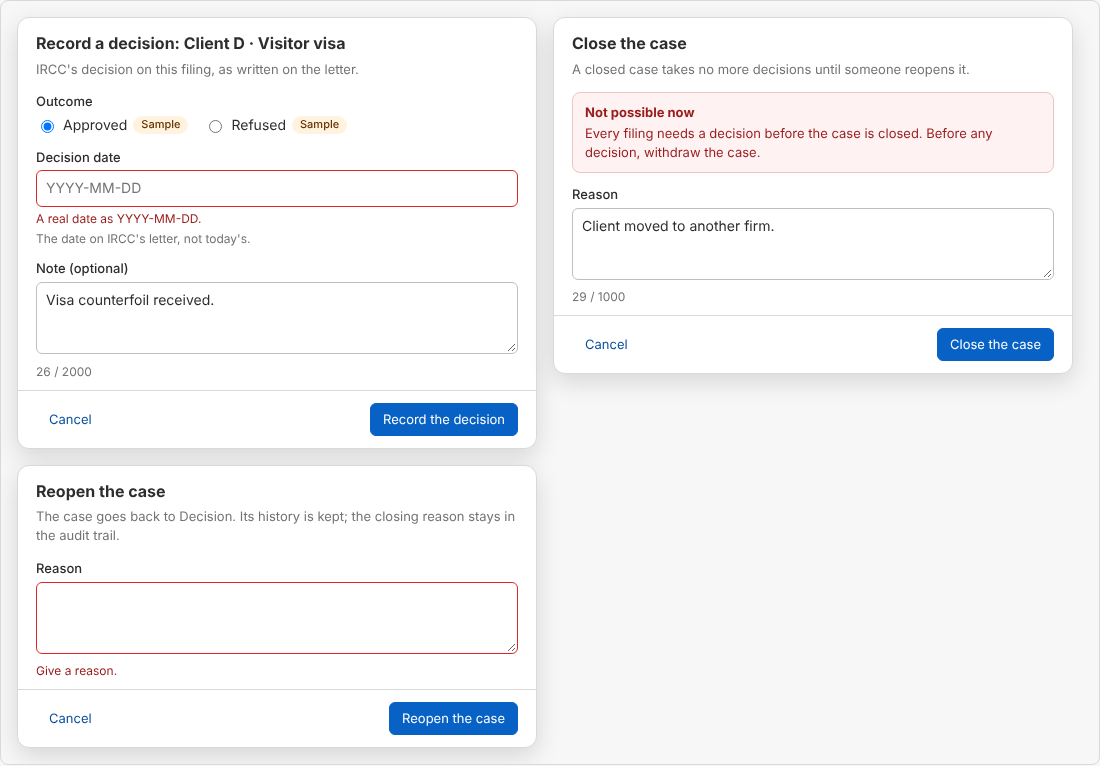 Record a decision: Client D · Visitor visa
IRCC's decision on this filing, as written on the letter.
Outcome
Approved Sample Refused Sample
Decision date
YYYY-MM-DD
A real date as YYYY-MM-DD.
The date on IRCC's letter, not today's.
Note (optional)
Visa counterfoil received.
26 / 2000
Cancel Record the decision
Close the case
A closed case takes no more decisions until someone reopens it.
Not possible now
Every filing needs a decision before the case is closed. Before any
decision, withdraw the case.
Reason
Client moved to another firm.
29 / 1000
Cancel Close the case
Reopen the case
The case goes back to Decision. Its history is kept; the closing reason stays in
the audit trail.
Reason
Give a reason.
Cancel Reopen the case